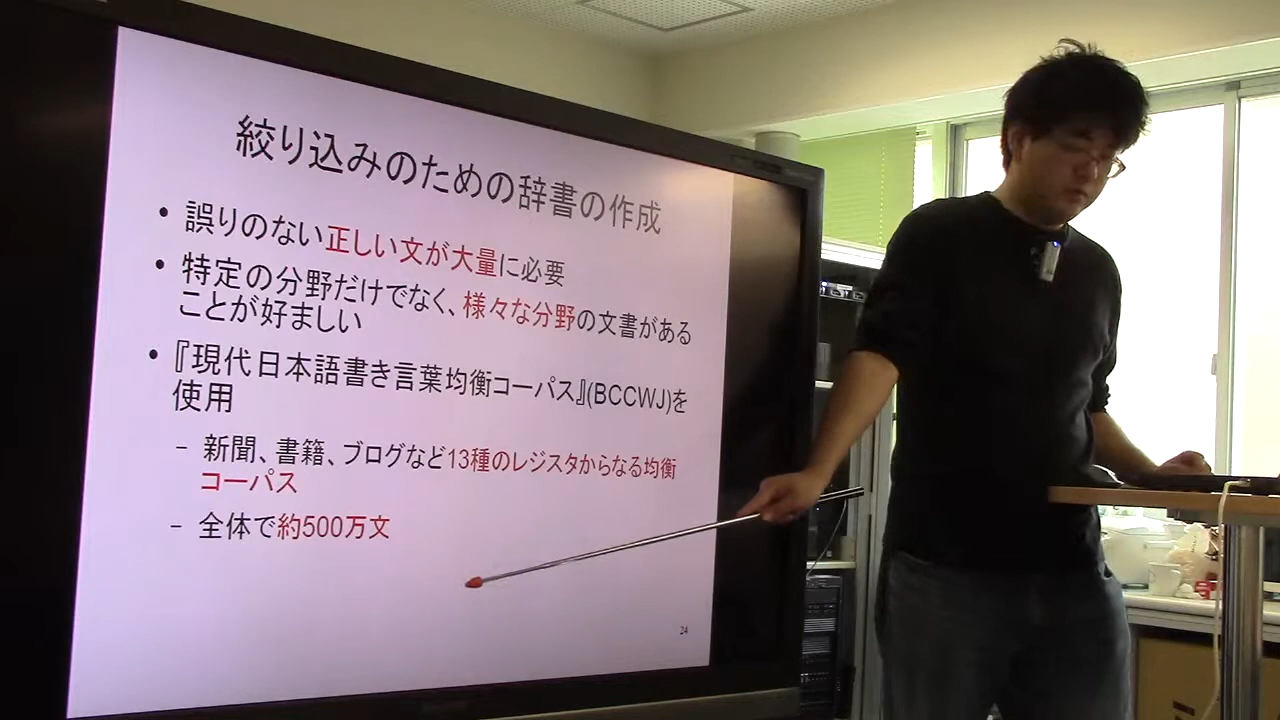 絞り込みのための辞書の作成
• 誤りのない正しい文が大量に必要
• 特定の分野だけでなく、様々な分野の文書がある
ことが好ましい
• 『現代日本語書き言葉均衡コーパス』(BCCWJ)を
使用
– 新聞、書籍、ブログなど13種のレジスタからなる均衡
コーパス
– 全体で約500万文
24